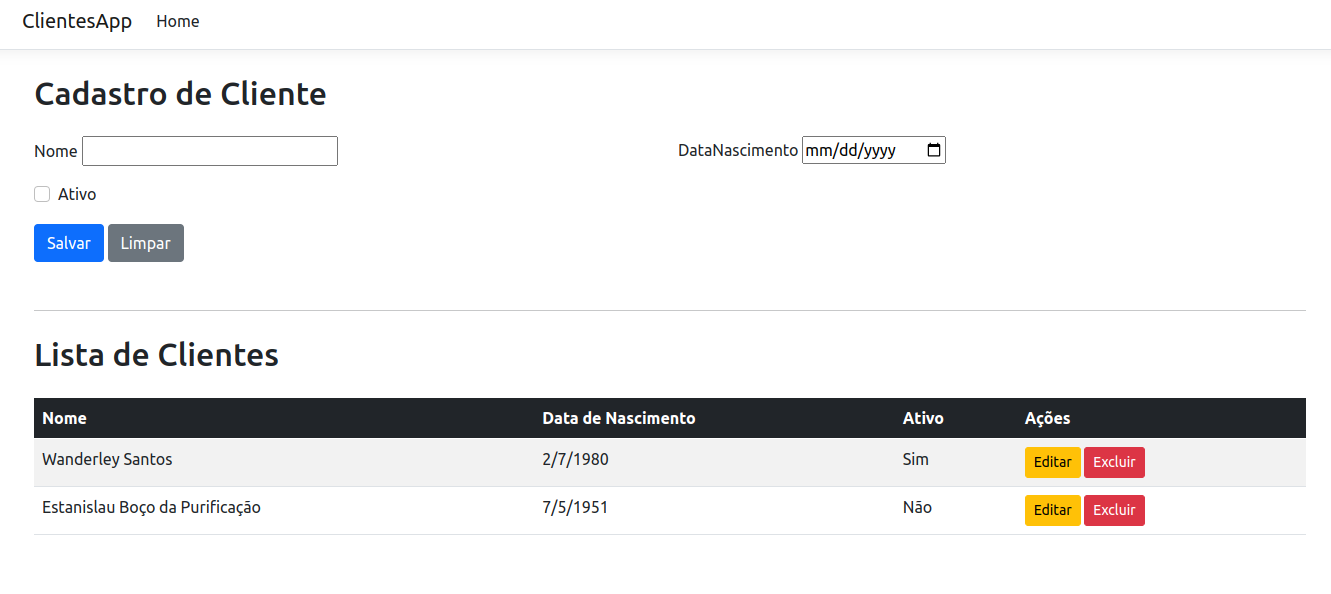 ClientesApp Home
Cadastro de Cliente
Nome DataNascimento mm/dd/yyyy
Ativo
Salvar Limpar
Lista de Clientes
Nome Data de Nascimento Ativo Ações
Wanderley Santos 2/7/1980 Sim Editar Excluir
Estanislau Boço da Purificação 7/5/1951 Não Editar Excluir